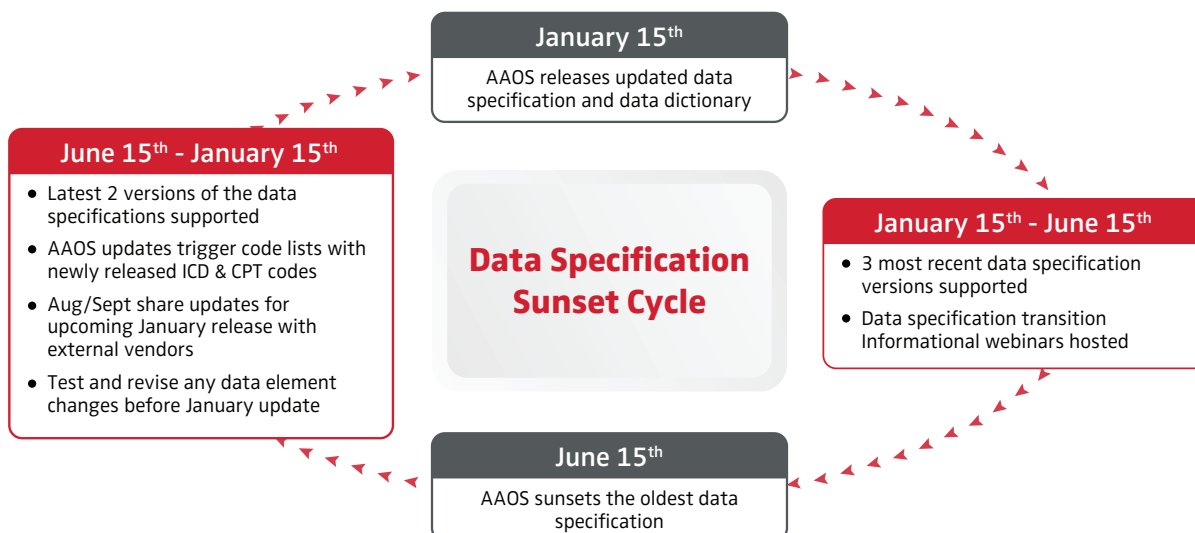 January 15th
AAOS releases updated data
specification and data dictionary
January 15th - June 15th
• 3 most recent data specification
versions supported
• Data specification transition
Informational webinars hosted
June 15th
AAOS sunsets the oldest data
specification
June 15th - January 15th
• Latest 2 versions of the data
specifications supported
• AAOS updates trigger code lists with
newly released ICD & CPT codes
• Aug/Sept share updates for
upcoming January release with
external vendors
• Test and revise any data element
changes before January update
Data Specification
Sunset Cycle